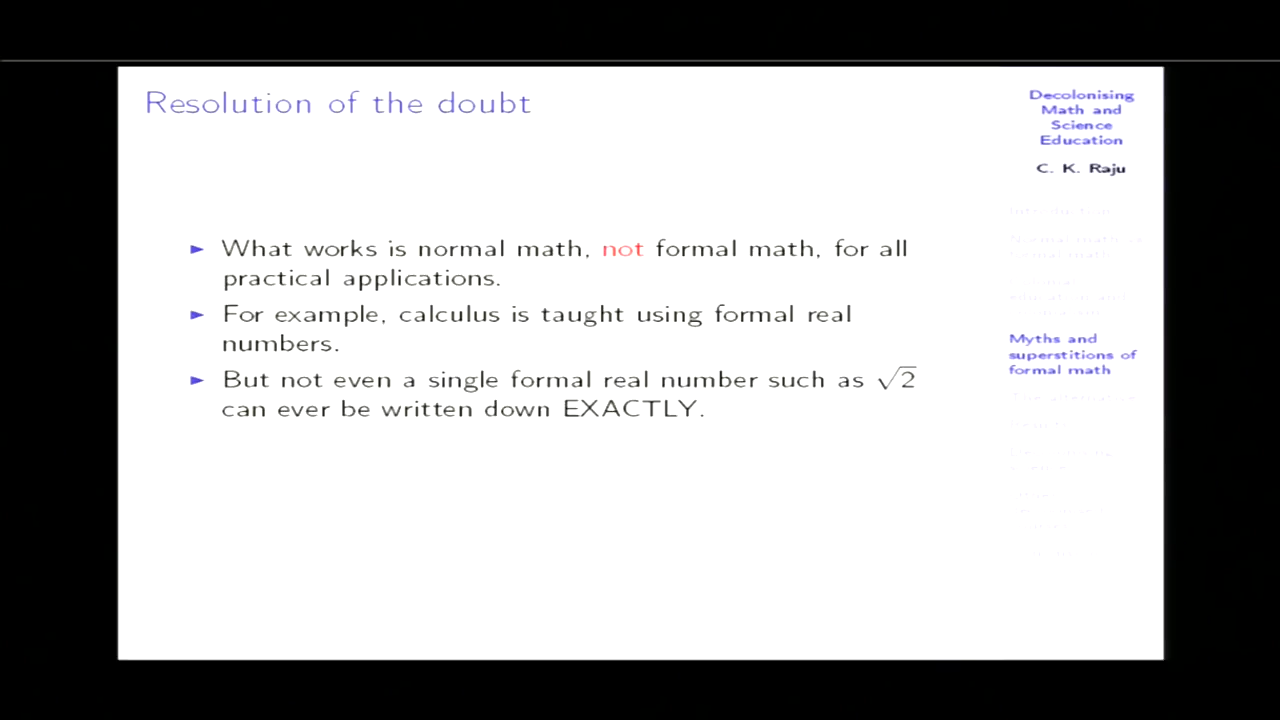 Resolution of the doubt
► What works is normal math, not formal math, for all
practical applications.
► For example, calculus is taught using formal real
numbers.
► But not even a single formal real number such as √2
can ever be written down EXACTLY.
Decolonising
Math and
Science
Education
C. K. Raju
Introduction
Myths and
superstitions of
formal math